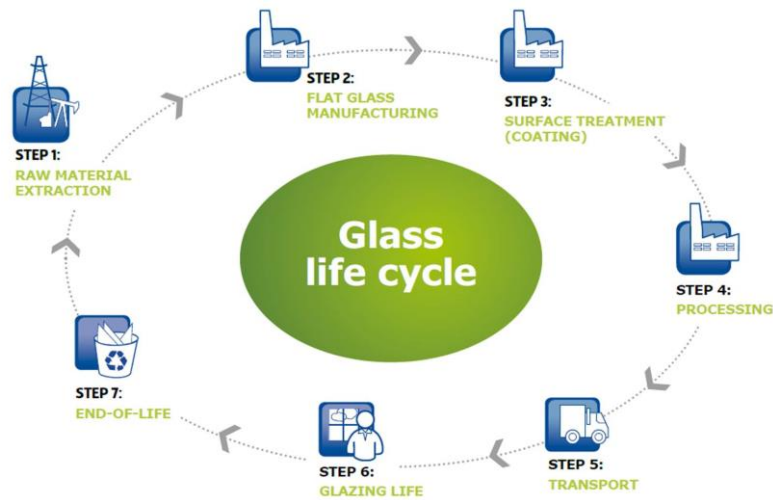 STEP 1:
RAW MATERIAL
EXTRACTION
STEP 2:
FLAT GLASS
MANUFACTURING
STEP 3:
SURFACE TREATMENT
(COATING)
STEP 4:
PROCESSING
STEP 5:
TRANSPORT
STEP 6:
GLAZING LIFE
STEP 7:
END-OF-LIFE
Glass
life cycle